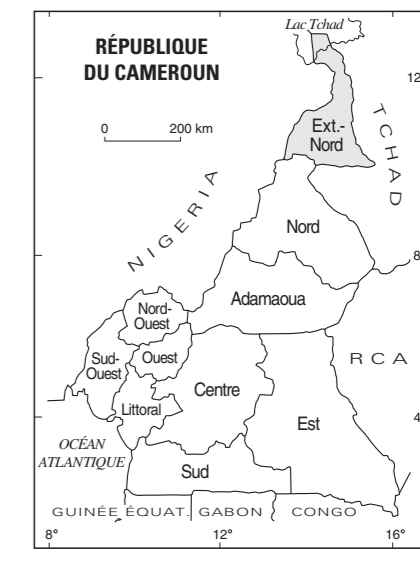 Lac Tchad
RÉPUBLIQUE
DU CAMEROUN
12
0 200 km
Ext.-
Nord
TCHAD
NIGERIA
Nord
8
Adamaoua
Nord-
Ouest
Sud-
Ouest
Ouest
RCA
Centre
Littoral
Est
4
OCÉAN
ATLANTIQUE
Sud
GUINÉE ÉQUAT. GABON CONGO
8° 12° 16°